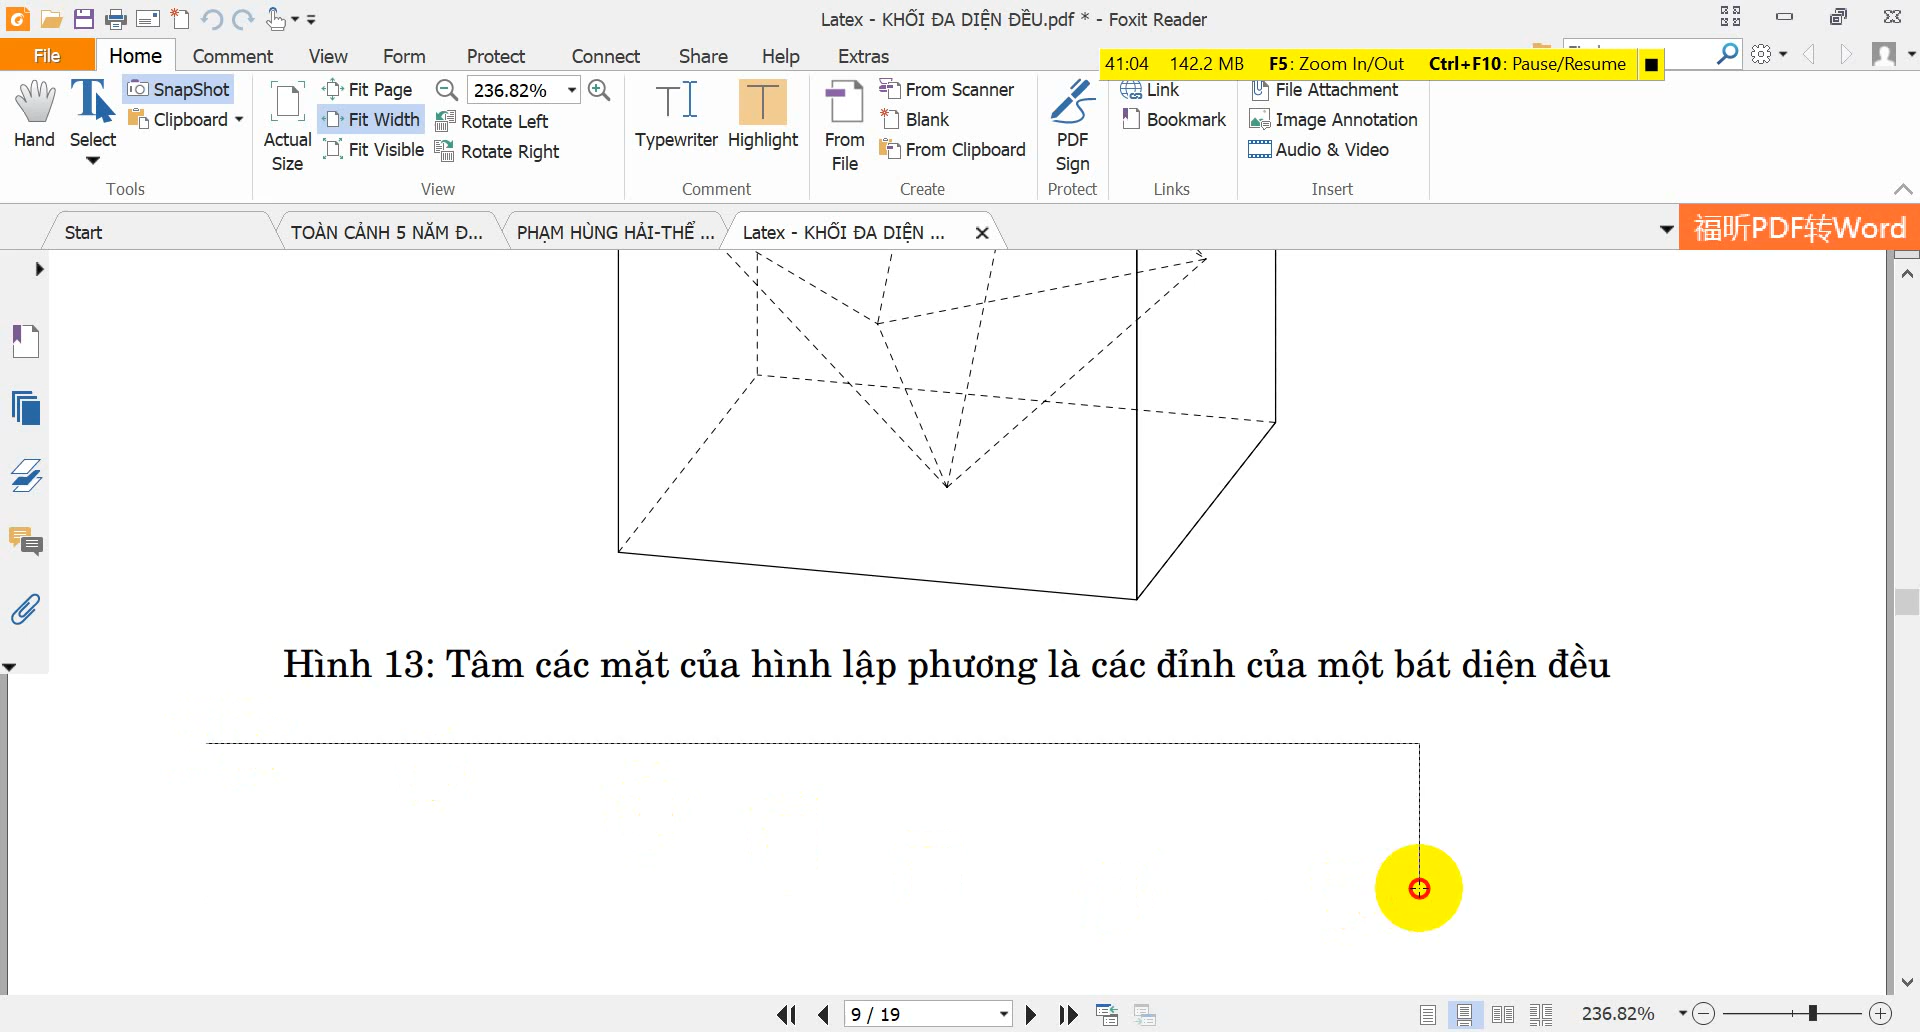 Latex - KHỐI ĐA DIỆN ĐỀU.pdf * - Foxit Reader
File Home Comment View Form Protect Connect Share Help Extras
41:04 142.2 MB F5: Zoom In/Out Ctrl+F10: Pause/Resume
SnapShot Fit Page 236.82% From Scanner Link File Attachment
Clipboard Fit Width Rotate Left Blank Bookmark Image Annotation
Hand Select Actual Size Fit Visible Rotate Right Typewriter Highlight From File From Clipboard PDF Sign Audio & Video
Tools View Comment Create Protect Links Insert
Start TOÀN CẢNH 5 NĂM Đ... PHẠM HÙNG HẢI-THỂ ... Latex - KHỐI ĐA DIỆN ... 福昕PDF转Word
Hình 13: Tâm các mặt của hình lập phương là các đỉnh của một bát diện đều
9 / 19 236.82%